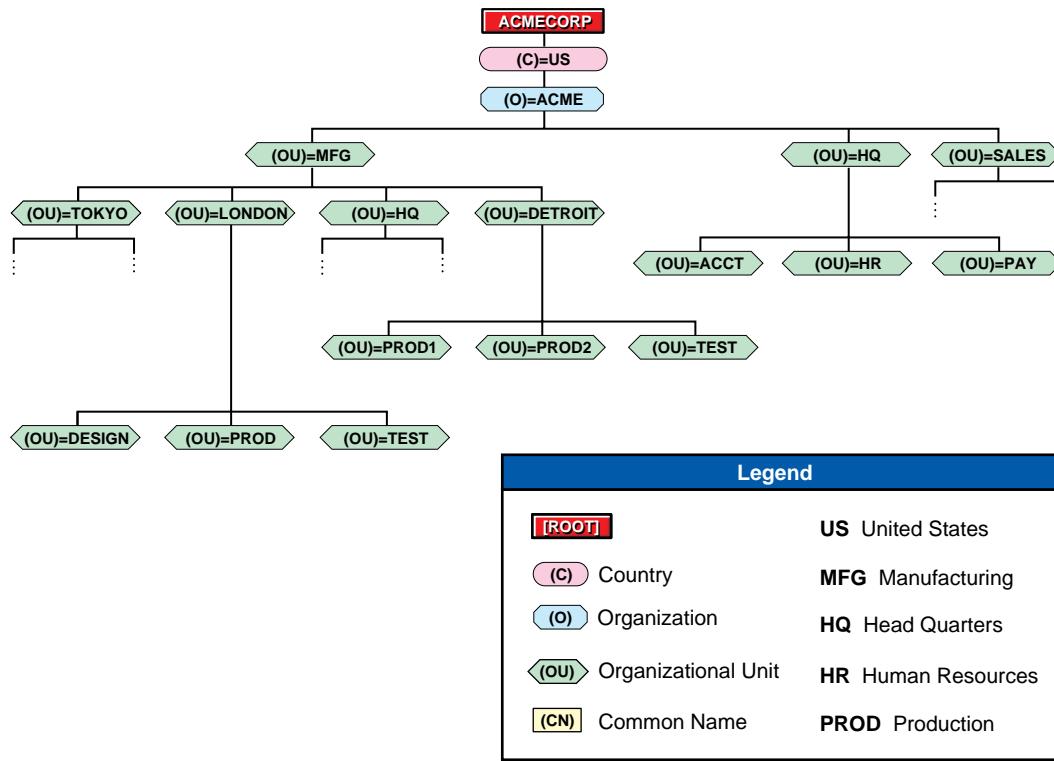 ACMECORP
(C)=US
(O)=ACME
(OU)=MFG
(OU)=HQ
(OU)=SALES
(OU)=TOKYO
(OU)=LONDON
(OU)=HQ
(OU)=DETROIT
(OU)=ACCT
(OU)=HR
(OU)=PAY
(OU)=PROD1
(OU)=PROD2
(OU)=TEST
(OU)=DESIGN
(OU)=PROD
(OU)=TEST
Legend
[ROOT]
US United States
(C) Country
MFG Manufacturing
(O) Organization
HQ Head Quarters
(OU) Organizational Unit
HR Human Resources
(CN) Common Name
PROD Production